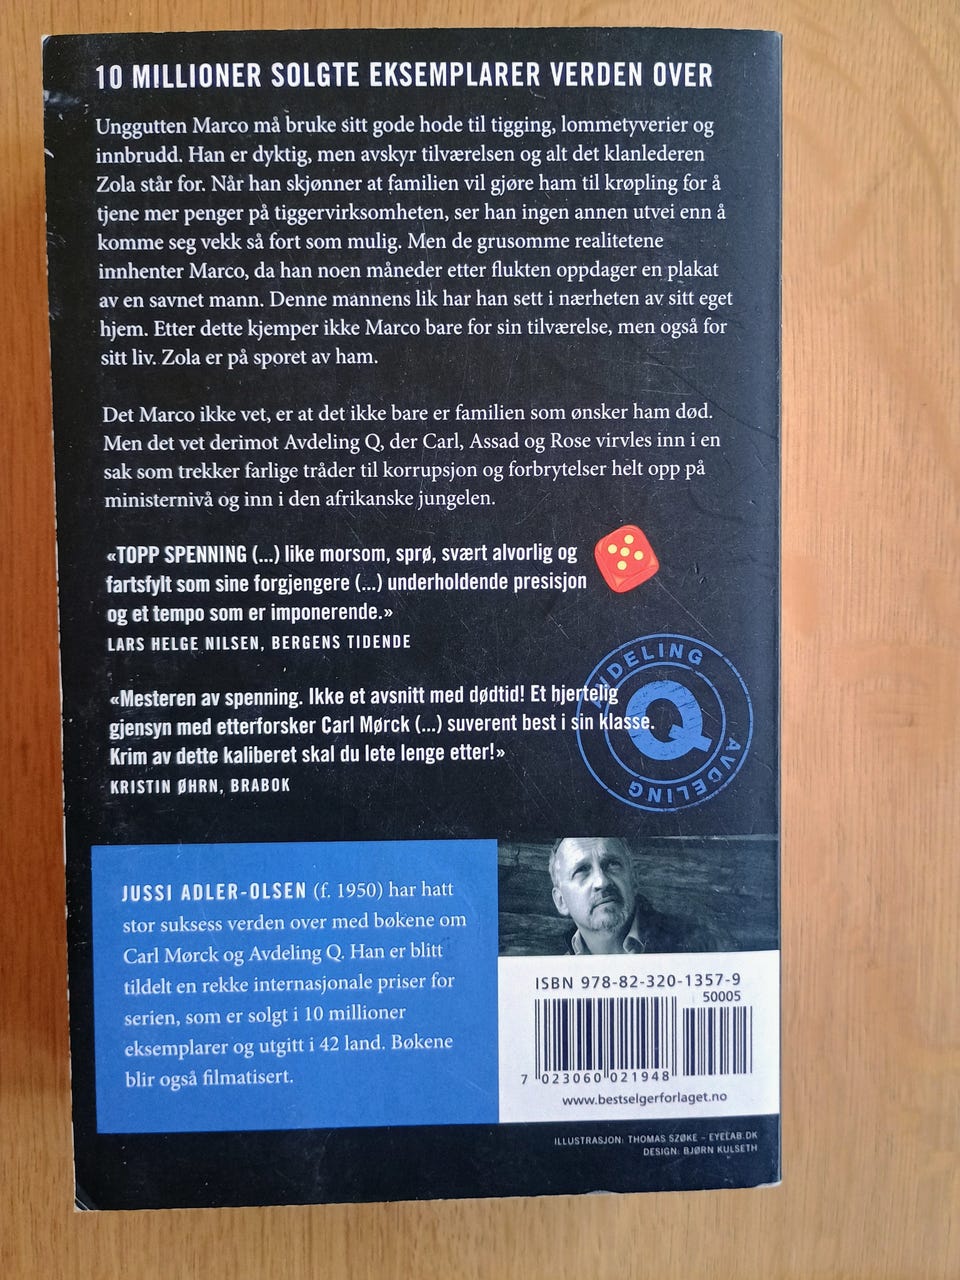 10 MILLIONER SOLGTE EKSEMPLARER VERDEN OVER
Unggutten Marco må bruke sitt gode hode til tigging, lommetyverier og
innbrudd. Han er dyktig, men avskyr tilværelsen og alt det klanlederen
Zola står for. Når han skjønner at familien vil gjøre ham til krøpling for å
tjene mer penger på tiggervirksomheten, ser han ingen annen utvei enn å
komme seg vekk så fort som mulig. Men de grusomme realitetene
innhenter Marco, da han noen måneder etter flukten oppdager en plakat
av en savnet mann. Denne mannens lik har han sett i nærheten av sitt eget
hjem. Etter dette kjemper ikke Marco bare for sin tilværelse, men også for
sitt liv. Zola er på sporet av ham.
Det Marco ikke vet, er at det ikke bare er familien som ønsker ham død.
Men det vet derimot Avdeling Q, der Carl, Assad og Rose virvles inn i en
sak som trekker farlige tråder til korrupsjon og forbrytelser helt opp på
ministernivå og inn i den afrikanske jungelen.
«TOPP SPENNING (...) like morsom, sprø, svært alvorlig og
fartsfylt som sine forgjengere (...) underholdende presisjon
og et tempo som er imponerende.»
LARS HELGE NILSEN, BERGENS TIDENDE
«Mesteren av spenning. Ikke et avsnitt med dødtid! Et hjertelig
gjensyn med etterforsker Carl Mørck (...) suverent best i sin klasse.
Krim av dette kaliberet skal du lete lenge etter!»
KRISTIN ØHRN, BRABOK
AVDELING
Q
AVDELING
JUSSI ADLER-OLSEN (f. 1950) har hatt
stor suksess verden over med bøkene om
Carl Mørck og Avdeling Q. Han er blitt
tildelt en rekke internasjonale priser for
serien, som er solgt i 10 millioner
eksemplarer og utgitt i 42 land. Bøkene
blir også filmatisert.
ISBN 978-82-320-1357-9
50005
7 023060 021948
www.bestselgerforlaget.no
ILLUSTRASJON: THOMAS SZØKE – EYELAB.DK
DESIGN: BJØRN KULSETH